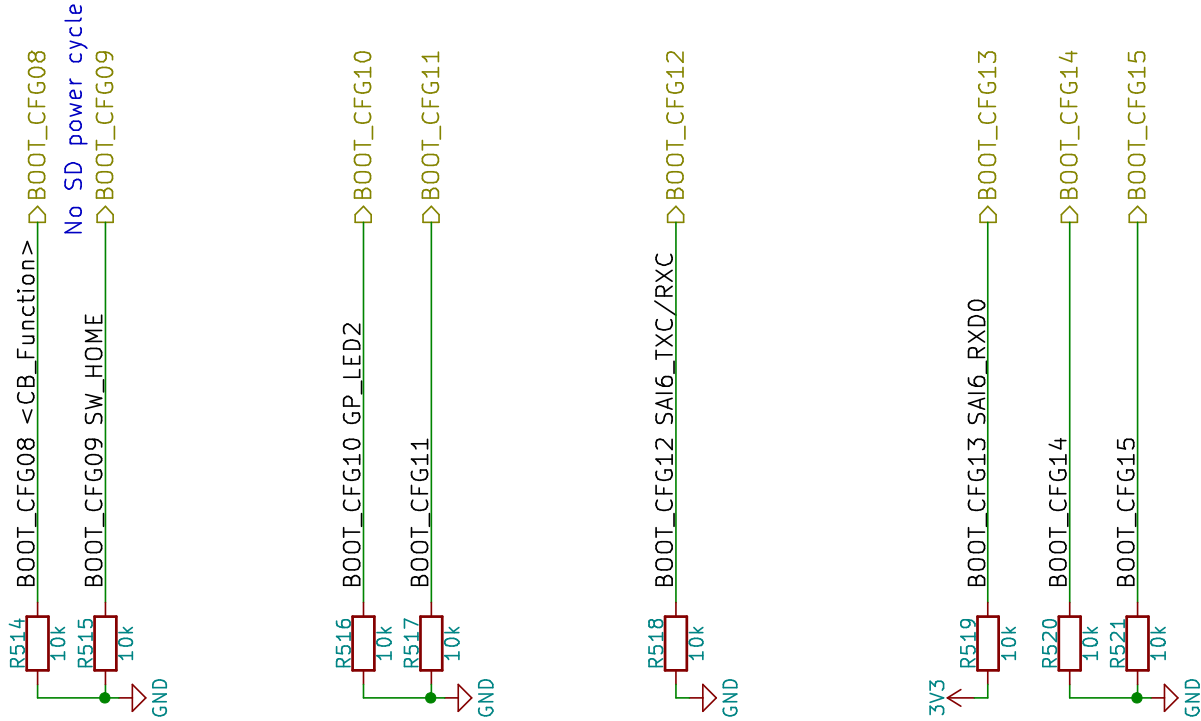 BOOT_CFG08
No SD power cycle
BOOT_CFG09
BOOT_CFG10
BOOT_CFG11
BOOT_CFG12
BOOT_CFG13
BOOT_CFG14
BOOT_CFG15
BOOT_CFG08 <CB_Function>
BOOT_CFG09 SW_HOME
BOOT_CFG10 GP_LED2
BOOT_CFG11
BOOT_CFG12 SAI6_TXC/RXC
BOOT_CFG13 SAI6_RXD0
BOOT_CFG14
BOOT_CFG15
R514
10k
R515
10k
R516
10k
R517
10k
R518
10k
R519
10k
R520
10k
R521
10k
GND
GND
GND
3V3
GND